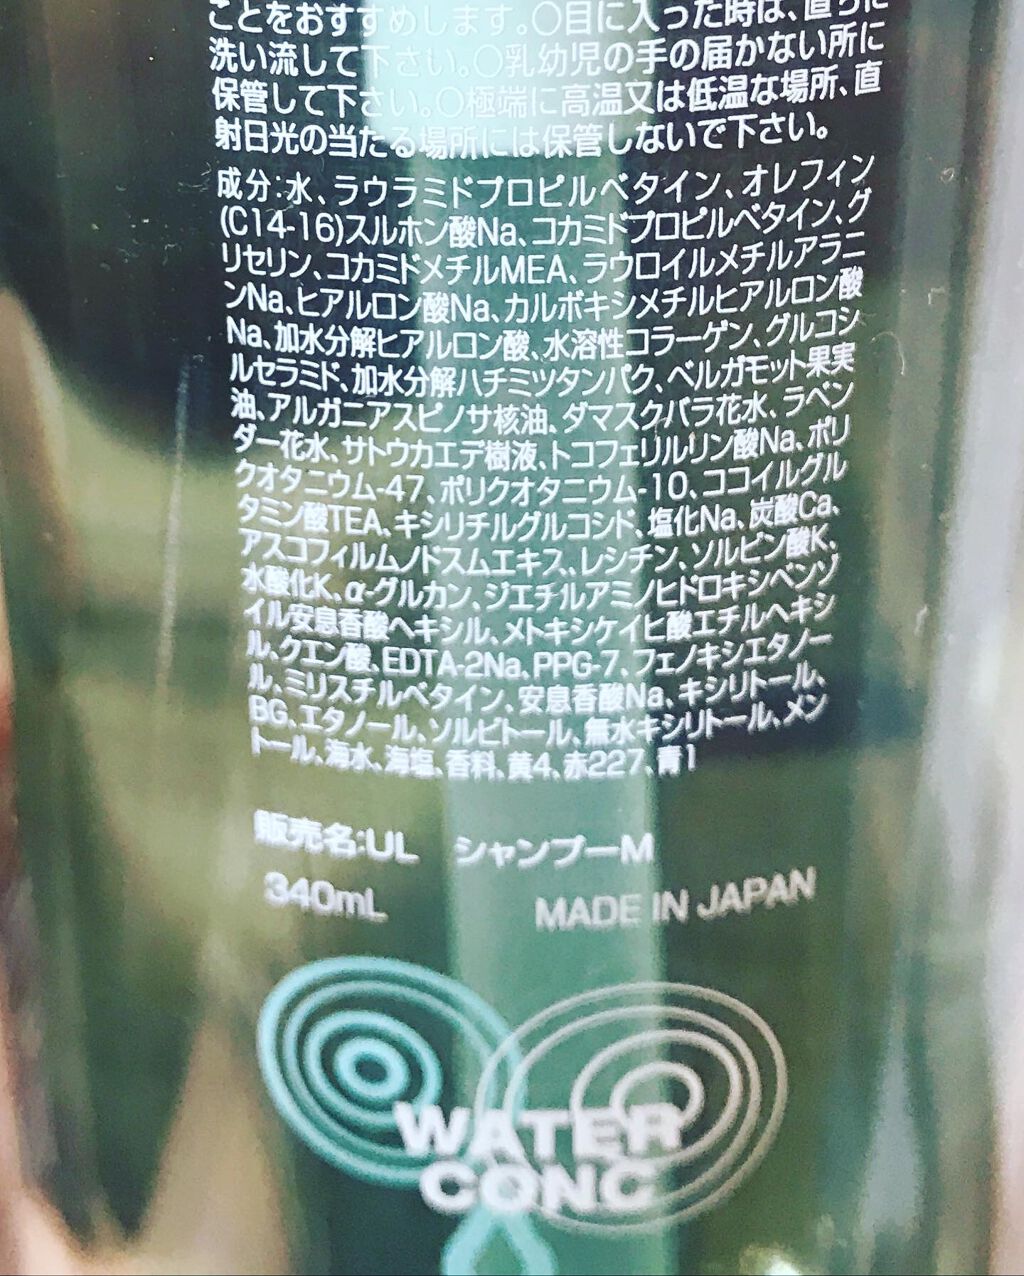 ことをおすすめします。○目に入った時は、直ちに
洗い流して下さい。○乳幼児の手の届かない所に
保管して下さい。○極端に高温又は低温な場所、直
射日光の当たる場所には保管しないで下さい。
成分:水、ラウラミドプロピルベタイン、オレフィン
(C14-16)スルホン酸Na、コカミドプロピルベタイン、グ
リセリン、コカミドメチルMEA、ラウロイルメチルアラニ
ンNa、ヒアルロン酸Na、カルボキシメチルヒアルロン酸
Na、加水分解ヒアルロン酸、水溶性コラーゲン、グルコシ
ルセラミド、加水分解ハチミツタンパク、ベルガモット果実
油、アルガニアスピノサ核油、ダマスクバラ花水、ラベン
ダー花水、サトウカエデ樹液、トコフェリルリン酸Na、ポリ
クオタニウム-47、ポリクオタニウム-10、ココイルグル
タミン酸TEA、キシリチルグルコシド、塩化Na、炭酸Ca、
アスコフィルムノドスムエキス、レシチン、ソルビン酸K、
水酸化K、α-グルカン、ジエチルアミノヒドロキシベンゾ
イル安息香酸ヘキシル、メトキシケイヒ酸エチルヘキシ
ル、クエン酸、EDTA-2Na、PPG-7、フェノキシエタノー
ル、ミリスチルベタイン、安息香酸Na、キシリトール、
BG、エタノール、ソルビトール、無水キシリトール、メン
トール、海水、海塩、香料、黄4、赤227、青1
販売名:UL シャンプーM
340mL MADE IN JAPAN
WATER
CONC